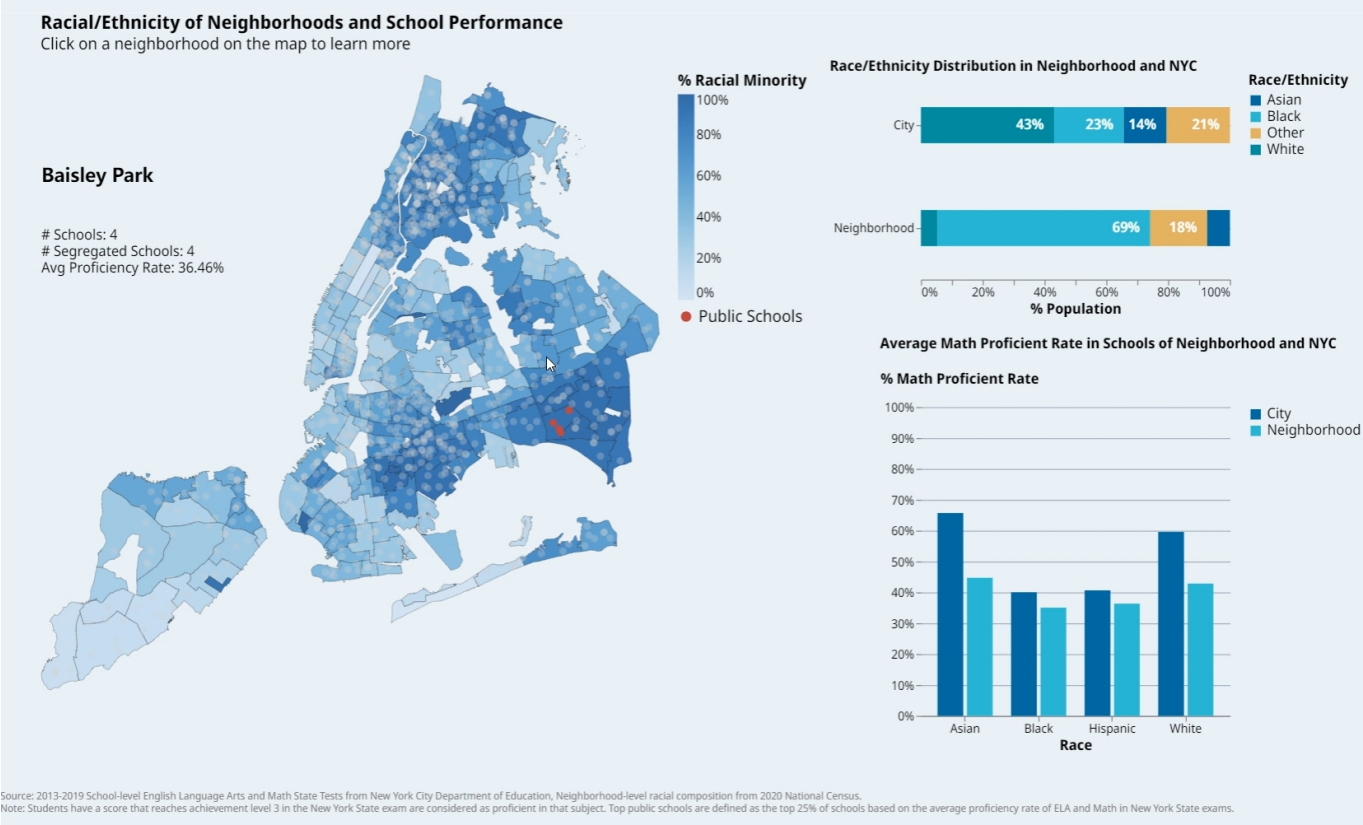 Racial/Ethnicity of Neighborhoods and School Performance
Click on a neighborhood on the map to learn more
Baisley Park
# Schools: 4
# Segregated Schools: 4
Avg Proficiency Rate: 36.46%
% Racial Minority
100%
80%
60%
40%
20%
0%
Public Schools
Race/Ethnicity Distribution in Neighborhood and NYC
City
43% 23% 14% 21%
Neighborhood
69% 18%
0% 20% 40% 60% 80% 100%
% Population
Race/Ethnicity
Asian
Black
Other
White
Average Math Proficient Rate in Schools of Neighborhood and NYC
% Math Proficient Rate
100%
90%
80%
70%
60%
50%
40%
30%
20%
10%
0%
Asian Black Hispanic White
Race
City
Neighborhood
Source: 2013-2019 School-level English Language Arts and Math State Tests from New York City Department of Education, Neighborhood-level racial composition from 2020 National Census.
Note: Students have a score that reaches achievement level 3 in the New York State exam are considered as proficient in that subject. Top public schools are defined as the top 25% of schools based on the average proficiency rate of ELA and Math in New York State exams.